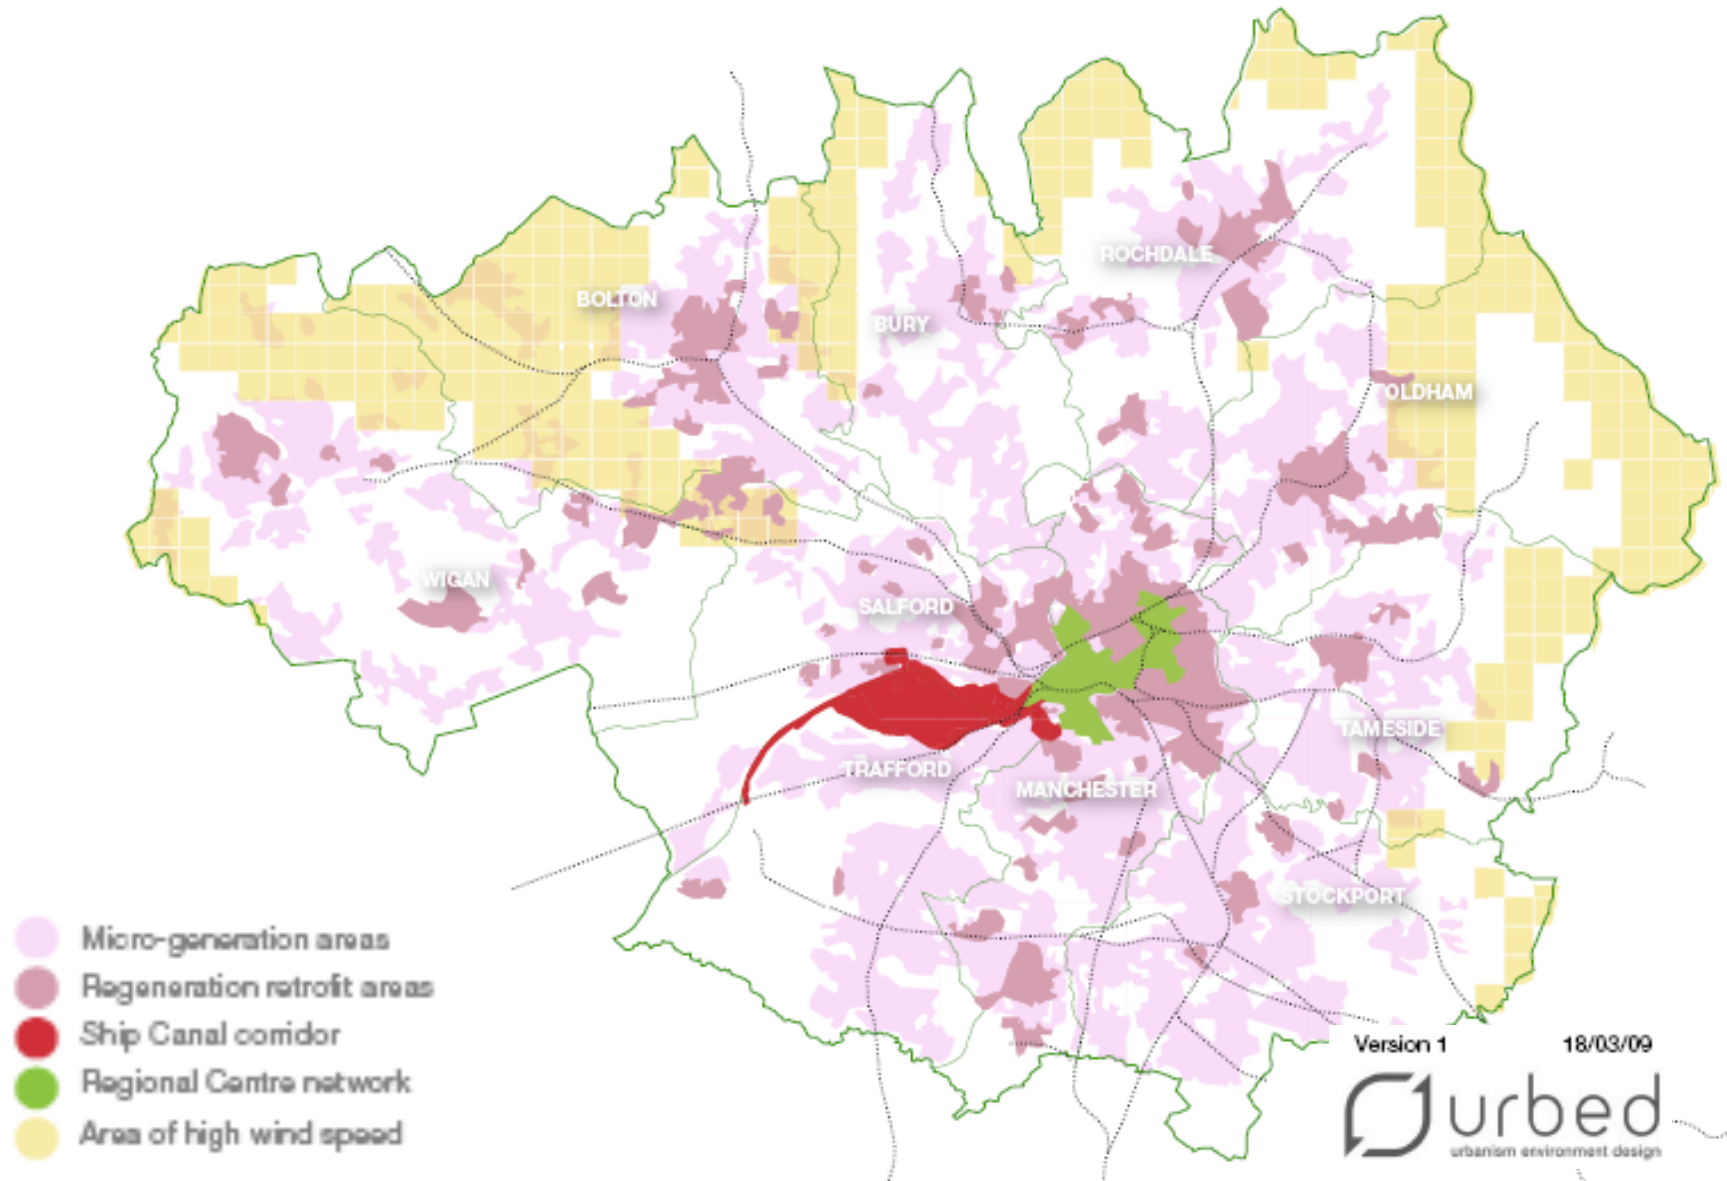 ROCHDALE
BOLTON
BURY
OLDHAM
WIGAN
SALFORD
TAMESIDE
TRAFFORD
MANCHESTER
STOCKPORT
Micro-generation areas
Regeneration retrofit areas
Ship Canal corridor
Regional Centre network
Area of high wind speed
Version 1 18/03/09
urbed
urbanism environment design